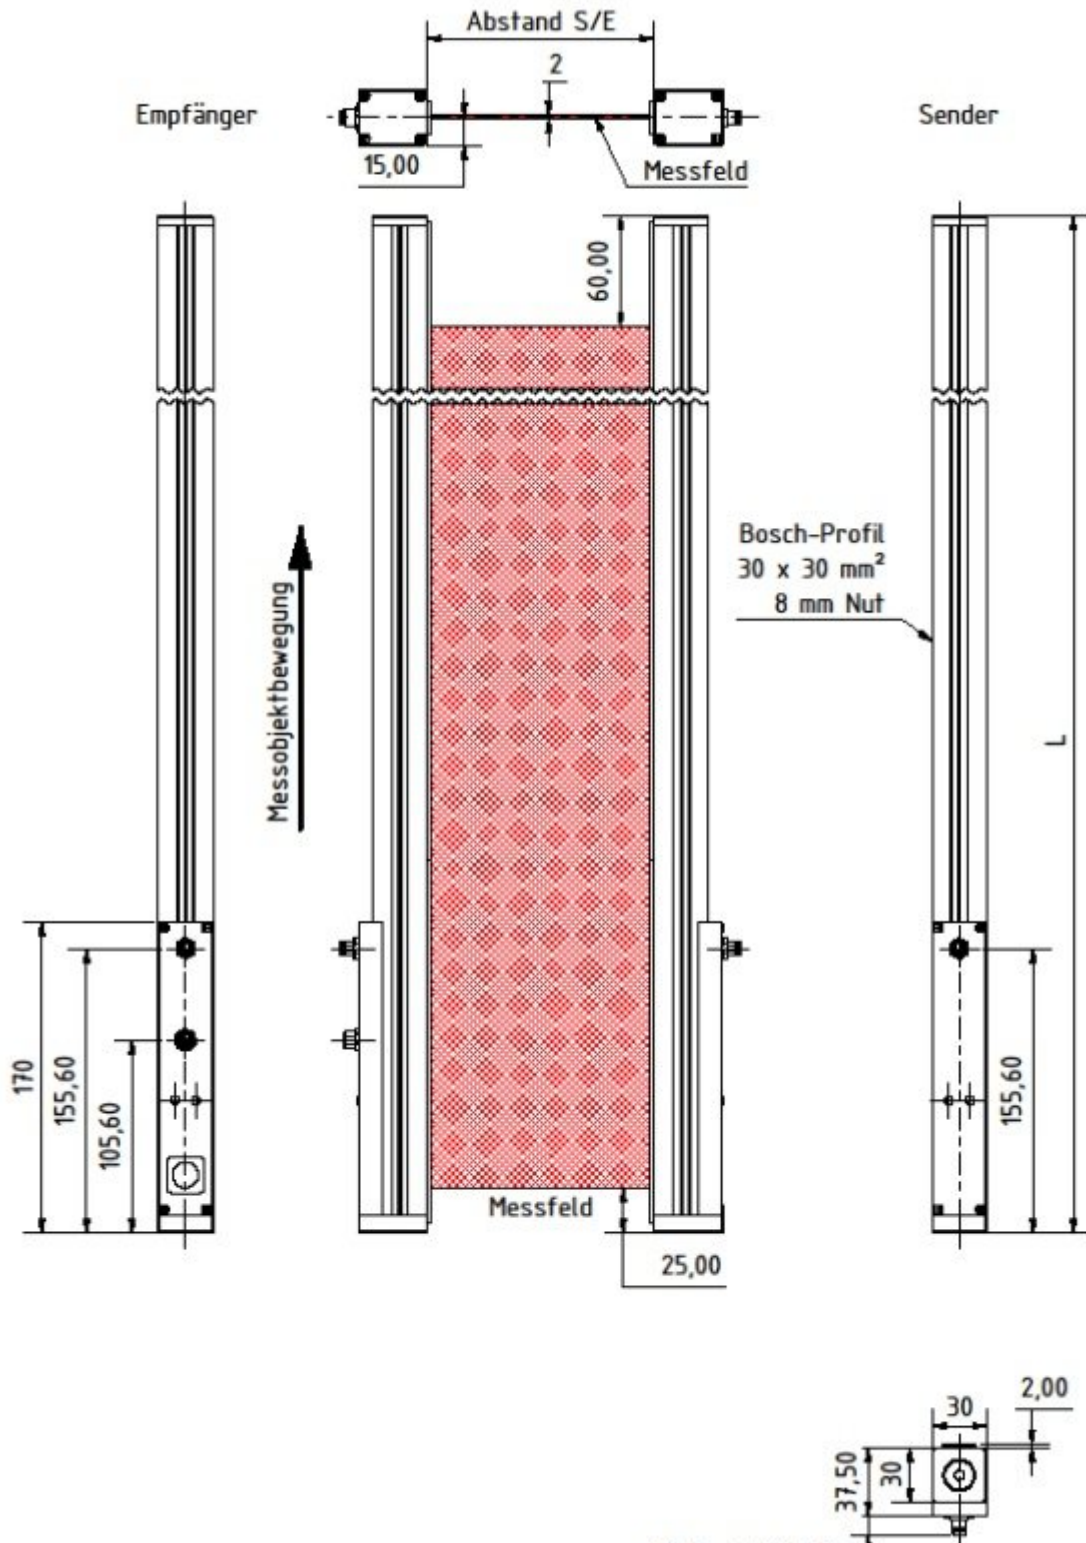 Abstand S/E
2
Empfänger
Sender
15,00
Messfeld
60,00
Bosch-Profil
30 x 30 mm²
8 mm Nut
Messobjektbewegung
L
170
155,60
105,60
155,60
Messfeld
25,00
2,00
30
37,50
30